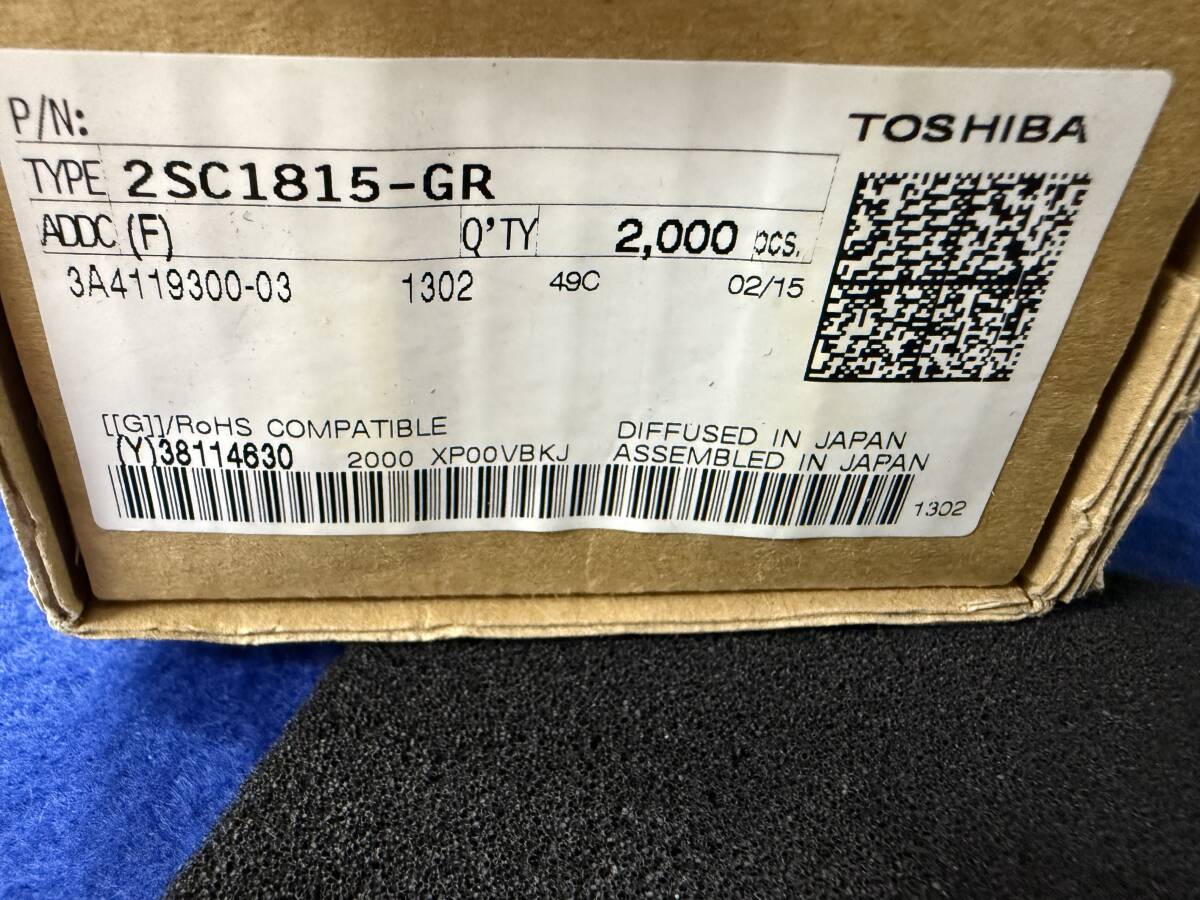 P/N:
TOSHIBA
TYPE 2SC1815-GR
ADDC (F) Q'TY 2,000 pcs.
3A4119300-03 1302 49C 02/15
[[G]]/RoHS COMPATIBLE DIFFUSED IN JAPAN
(Y)38114630 2000 XP00VBKJ ASSEMBLED IN JAPAN
1302